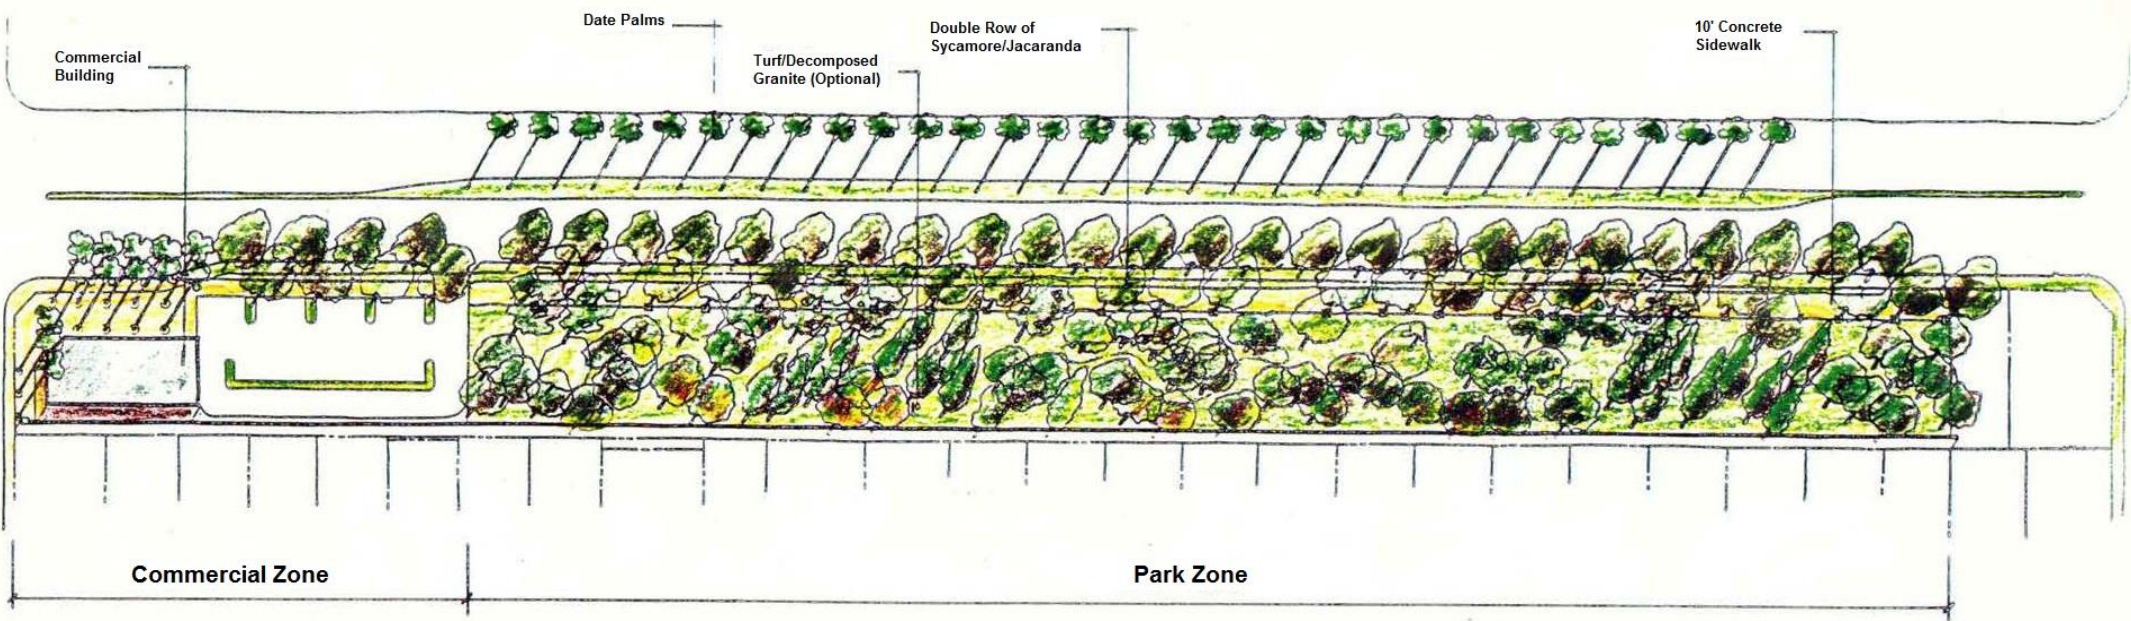 Date Palms
Double Row of
Sycamore/Jacaranda
10' Concrete
Sidewalk
Commercial
Building
Turf/Decomposed
Granite (Optional)
Commercial Zone
Park Zone